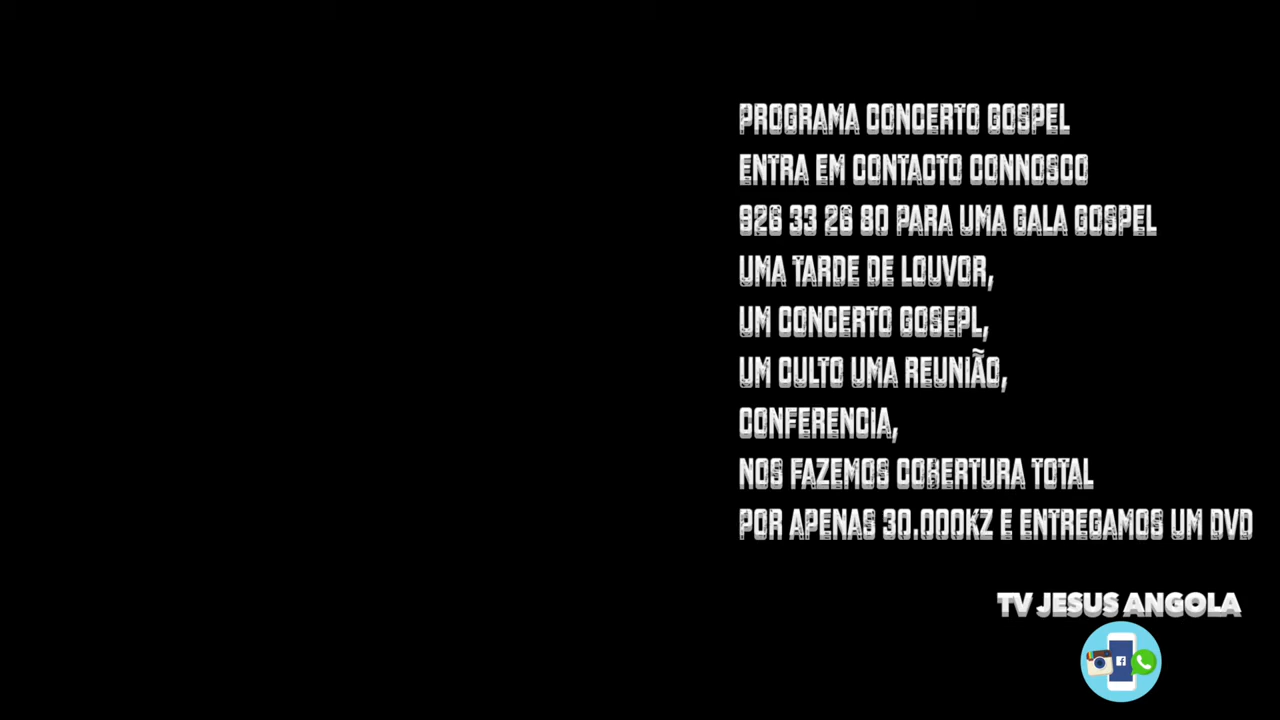 PROGRAMA CONCERTO GOSPEL
ENTRA EM CONTACTO CONNOSCO
926 33 26 80 PARA UMA GALA GOSPEL
UMA TARDE DE LOUVOR,
UM CONCERTO GOSEPL,
UM CULTO UMA REUNIÃO,
CONFERENCIA,
NOS FAZEMOS COBERTURA TOTAL
POR APENAS 30.000KZ E ENTREGAMOS UM DVD
TV JESUS ANGOLA